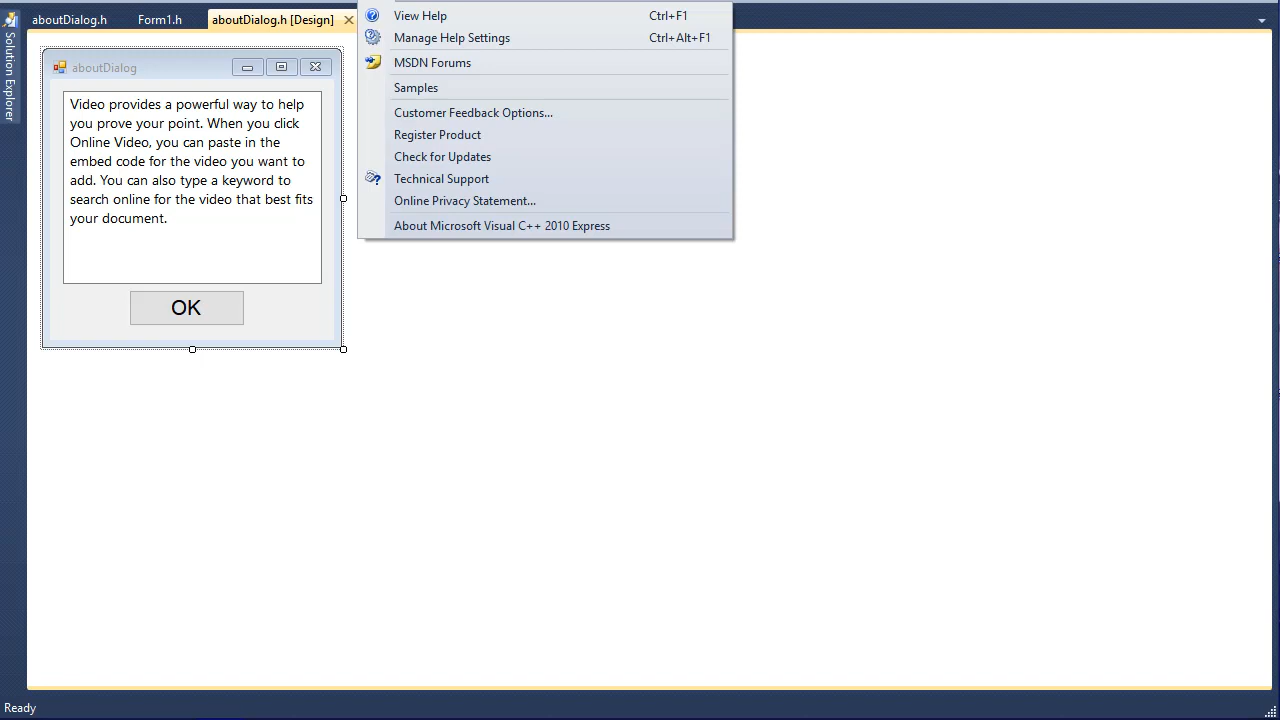 aboutDialog.h
Form1.h
aboutDialog.h [Design]
View Help Ctrl+F1
Manage Help Settings Ctrl+Alt+F1
MSDN Forums
Samples
Customer Feedback Options...
Register Product
Check for Updates
Technical Support
Online Privacy Statement...
About Microsoft Visual C++ 2010 Express
Solution Explorer
aboutDialog
Video provides a powerful way to help
you prove your point. When you click
Online Video, you can paste in the
embed code for the video you want to
add. You can also type a keyword to
search online for the video that best fits
your document.
OK
Ready